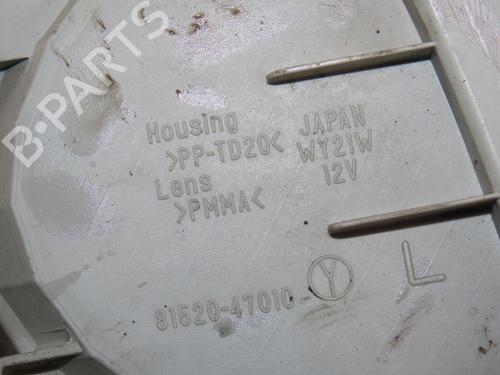 B-PARTS
Housing JAPAN
>PP-TD20< WY21W
Lens 12V
>PMMA<
81520-47010 Y L